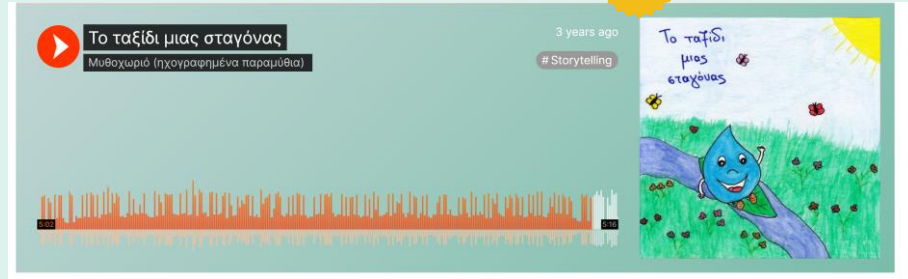 Το ταξίδι μιας σταγόνας
Μυθοχωριό (ηχογραφημένα παραμύθια)
3 years ago
# Storytelling
5:02
5:16
Το ταξίδι
μιας
σταγόνας